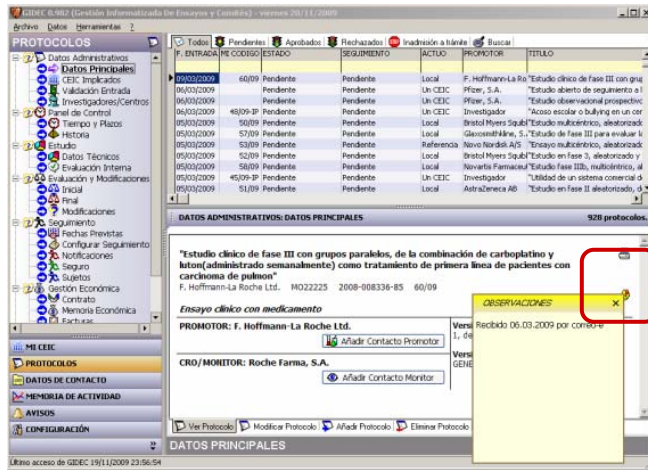 GIDEC 0.982 (Gestión Informatizada De Ensayos y Comités) - viernes 20/11/2009
Archivo Datos Herramientas ?
PROTOCOLOS
Datos Administrativos
Datos Principales
CEIC Implicados
Validación Entrada
Investigadores/Centros
Panel de Control
Tiempo y Plazos
Historia
Estudio
Datos Técnicos
Evaluación Interna
Evaluación y Modificaciones
Inicial
Final
Modificaciones
Seguimiento
Fechas Previstas
Configurar Seguimiento
Notificaciones
Seguro
Sujetos
Gestión Económica
Contrato
Memoria Económica
Facturas
MI CEIC
PROTOCOLOS
DATOS DE CONTACTO
MEMORIA DE ACTIVIDAD
AVISOS
CONFIGURACIÓN
Todos Pendientes Aprobados Rechazados Inadmisión a trámite Buscar
F. ENTRADA MI CODIGO ESTADO SEGUIMIENTO ACTUO PROMOTOR TITULO
09/03/2009 60/09 Pendiente Pendiente Local F. Hoffmann-La Ro "Estudio clínico de fase III con grup
06/03/2009 Pendiente Pendiente Un CEIC Pfizer, S.A. "Estudio abierto de seguimiento a l
06/03/2009 Pendiente Pendiente Un CEIC Pfizer, S.A. "Estudio observacional prospectivo
05/03/2009 48/09-IP Pendiente Pendiente Un CEIC Investigador "Acoso escolar o bullying en un cen
05/03/2009 50/09 Pendiente Pendiente Local Bristol Myers Squibl "Estudio multicéntrico, aleatorizado
05/03/2009 57/09 Pendiente Pendiente Local Glaxosmithkline, S. "Estudio de fase III para evaluar la
05/03/2009 53/09 Pendiente Pendiente Referencia Novo Nordisk A/S "Ensayo multicéntrico, aleatorizado
05/03/2009 52/09 Pendiente Pendiente Local Bristol Myers Squibl "Estudio en fase 3, aleatorizado y
05/03/2009 58/09 Pendiente Pendiente Local Novartis Farmaceut "Estudio fase IIIb, multicéntrico, al
05/03/2009 45/09-IP Pendiente Pendiente Un CEIC Investigador "Utilidad de un sistema comercial d
05/03/2009 51/09 Pendiente Pendiente Local AstraZeneca AB "Estudio en fase II aleatorizado, d
DATOS ADMINISTRATIVOS: DATOS PRINCIPALES 928 protocolos.
"Estudio clínico de fase III con grupos paralelos, de la combinación de carboplatino y
luton(administrado semanalmente) como tratamiento de primera línea de pacientes con
carcinoma de pulmon"
F. Hoffmann-La Roche Ltd. MO22225 2008-008336-85 60/09
Ensayo clínico con medicamento
PROMOTOR: F. Hoffmann-La Roche Ltd.
Añadir Contacto Promotor
CRO/MONITOR: Roche Farma, S.A.
Añadir Contacto Monitor
Versi
1, de
Versi
GENE
OBSERVACIONES x
Recibido 06.03.2009 por correo-e
Ver Protocolo Modificar Protocolo Añadir Protocolo Eliminar Protocolo
DATOS PRINCIPALES
Último acceso de GIDEC 19/11/2009 23:56:54